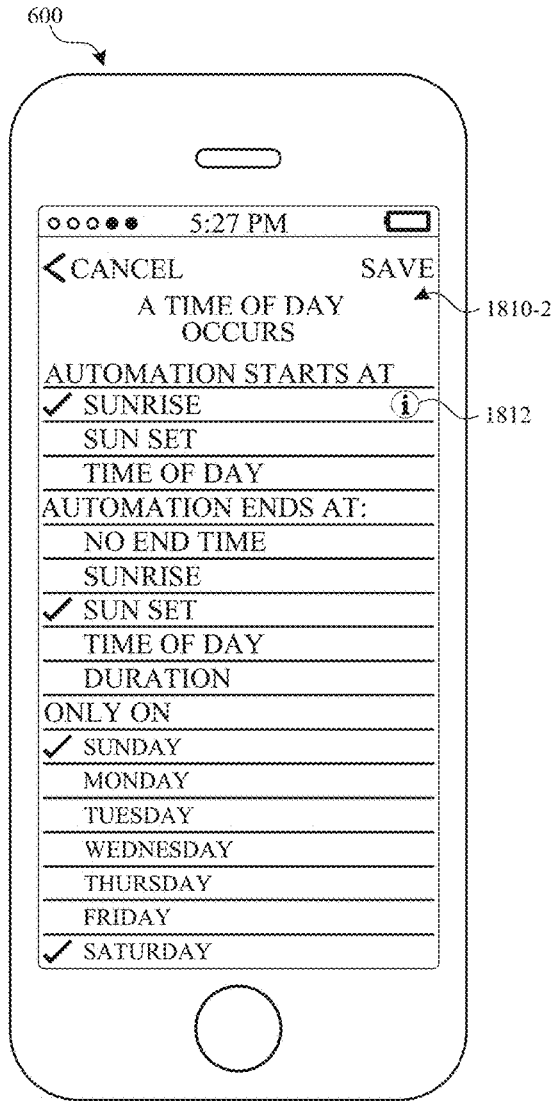 600
5:27 PM
CANCEL SAVE
A TIME OF DAY
OCCURS
1810-2
AUTOMATION STARTS AT
SUNRISE i 1812
SUN SET
TIME OF DAY
AUTOMATION ENDS AT:
NO END TIME
SUNRISE
SUN SET
TIME OF DAY
DURATION
ONLY ON
SUNDAY
MONDAY
TUESDAY
WEDNESDAY
THURSDAY
FRIDAY
SATURDAY